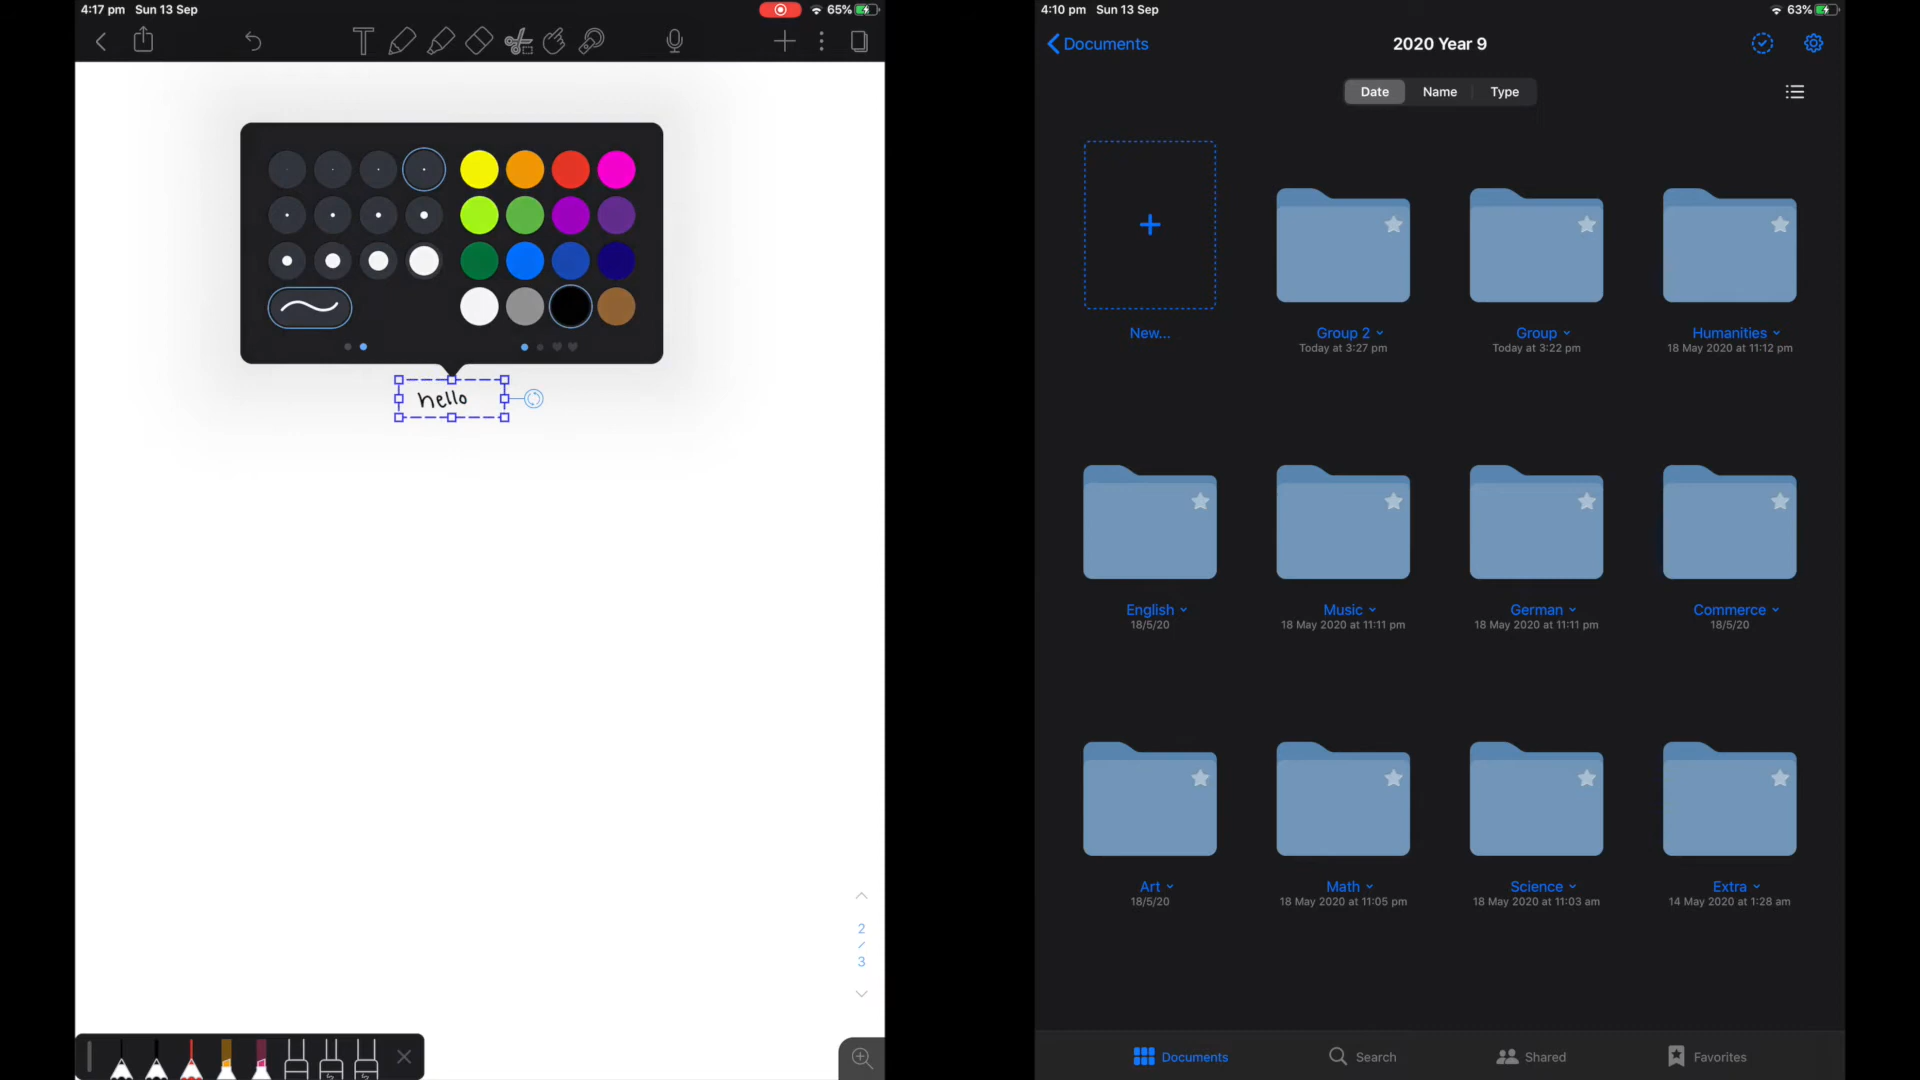 4:17 pm Sun 13 Sep
65%
T
hello
2
/
3
4:10 pm Sun 13 Sep
63%
Documents
2020 Year 9
Date Name Type
New... Group 2 Group Humanities
Today at 3:27 pm Today at 3:22 pm 18 May 2020 at 11:12 pm
English Music German Commerce
18/5/20 18 May 2020 at 11:11 pm 18 May 2020 at 11:11 pm 18/5/20
Art Math Science Extra
18/5/20 18 May 2020 at 11:05 pm 18 May 2020 at 11:03 am 14 May 2020 at 1:28 am
Documents Search Shared Favorites